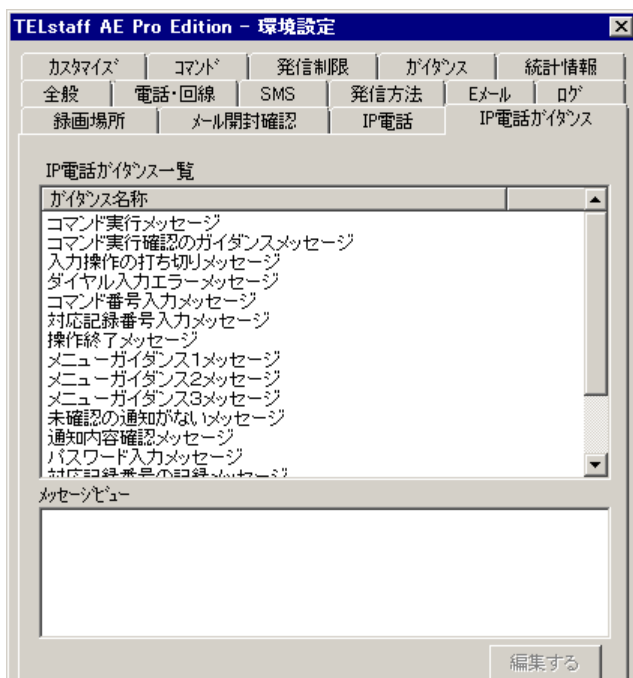 TELstaff AE Pro Edition - 環境設定
ｶｽﾀﾏｲｽﾞ ｺﾏﾝﾄﾞ 発信制限 ｶﾞｲﾀﾞﾝｽ 統計情報
全般 電話・回線 SMS 発信方法 Eﾒｰﾙ ﾛｸﾞ
録画場所 ﾒｰﾙ開封確認 IP電話 IP電話ｶﾞｲﾀﾞﾝｽ
IP電話ｶﾞｲﾀﾞﾝｽ一覧
ｶﾞｲﾀﾞﾝｽ名称
コマンド実行メッセージ
コマンド実行確認のガイダンスメッセージ
入力操作の打ち切りメッセージ
ダイヤル入力エラーメッセージ
コマンド番号入力メッセージ
対応記録番号入力メッセージ
操作終了メッセージ
メニューガイダンス1メッセージ
メニューガイダンス2メッセージ
メニューガイダンス3メッセージ
未確認の通知がないメッセージ
通知内容確認メッセージ
パスワード入力メッセージ
対応記録番号の記録メッセージ
ﾒｯｾｰｼﾞﾋﾞｭｰ
編集する